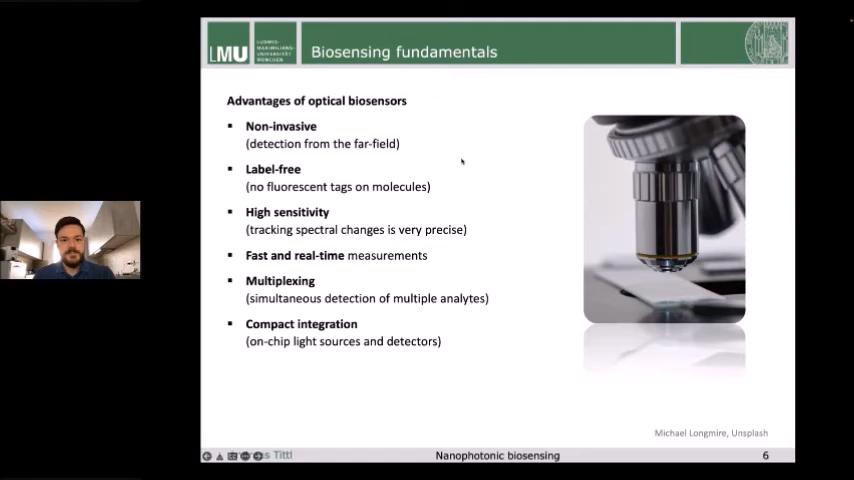 LMU
LUDWIG-
MAXIMILIANS-
UNIVERSITÄT
MÜNCHEN
Biosensing fundamentals
Advantages of optical biosensors
▪ Non-invasive
(detection from the far-field)
▪ Label-free
(no fluorescent tags on molecules)
▪ High sensitivity
(tracking spectral changes is very precise)
▪ Fast and real-time measurements
▪ Multiplexing
(simultaneous detection of multiple analytes)
▪ Compact integration
(on-chip light sources and detectors)
Michael Longmire, Unsplash
Tittl
Nanophotonic biosensing
6